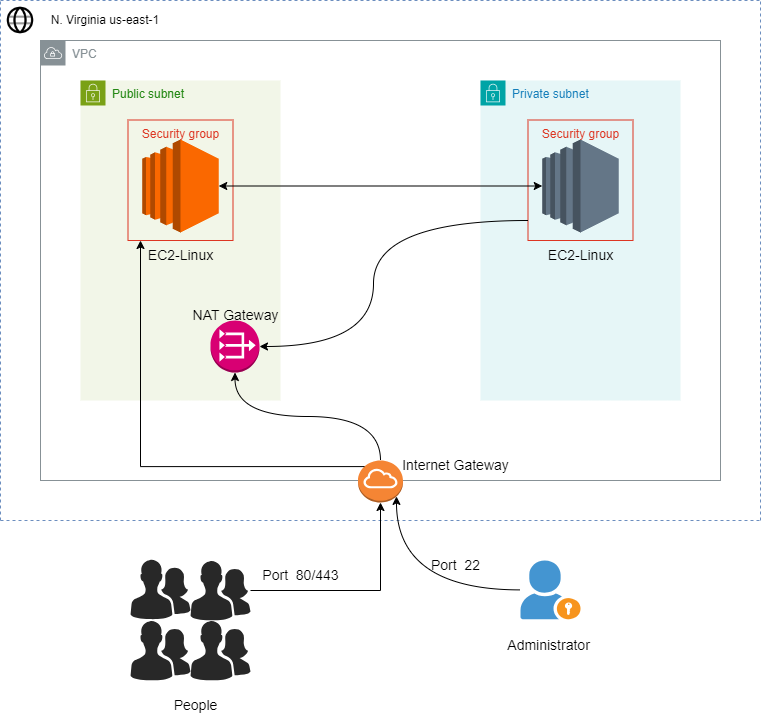 N. Virginia us-east-1
VPC
Public subnet
Private subnet
Security group
Security group
EC2-Linux
EC2-Linux
NAT Gateway
Internet Gateway
Port  80/443
Port  22
Administrator
People